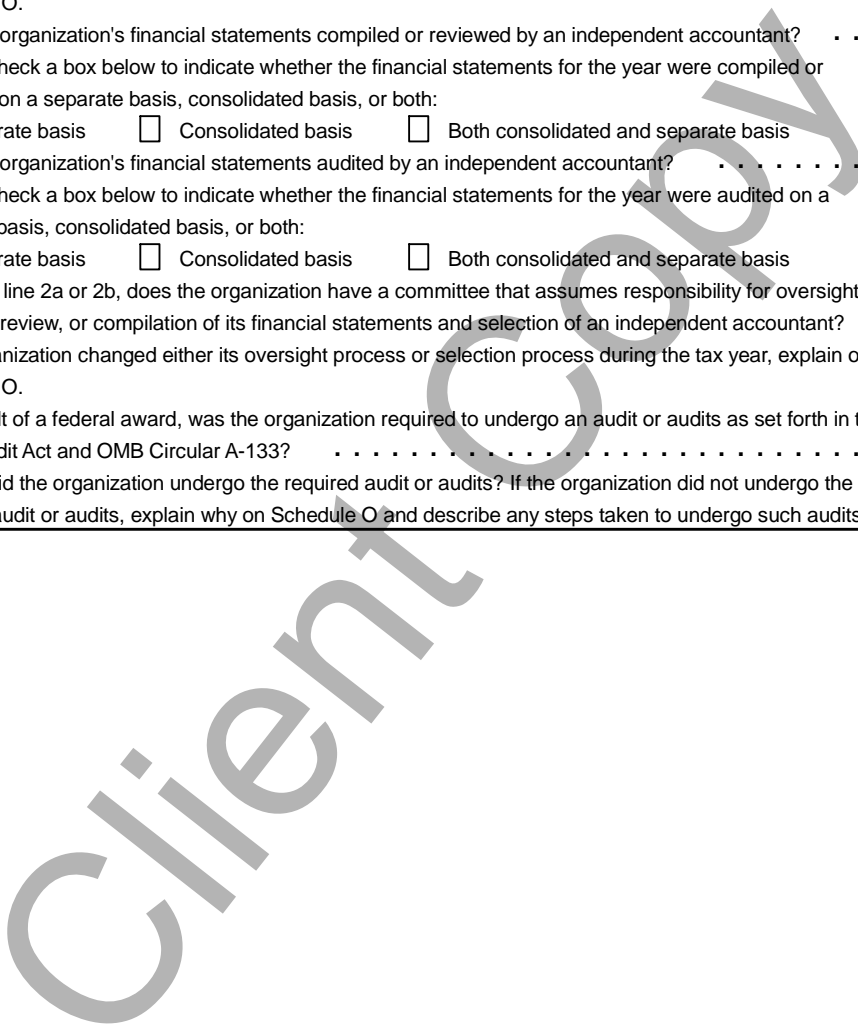 O.
organization's financial statements compiled or reviewed by an independent accountant? . .
heck a box below to indicate whether the financial statements for the year were compiled or
on a separate basis, consolidated basis, or both:
rate basis Consolidated basis Both consolidated and separate basis
organization's financial statements audited by an independent accountant? . . . . . . . .
heck a box below to indicate whether the financial statements for the year were audited on a
basis, consolidated basis, or both:
rate basis Consolidated basis Both consolidated and separate basis
line 2a or 2b, does the organization have a committee that assumes responsibility for oversight
review, or compilation of its financial statements and selection of an independent accountant?
anization changed either its oversight process or selection process during the tax year, explain o
O.
lt of a federal award, was the organization required to undergo an audit or audits as set forth in t
dit Act and OMB Circular A-133? . . . . . . . . . . . . . . . . . . . . . . . . . . . .
id the organization undergo the required audit or audits? If the organization did not undergo the
audit or audits, explain why on Schedule O and describe any steps taken to undergo such audits
Client Copy